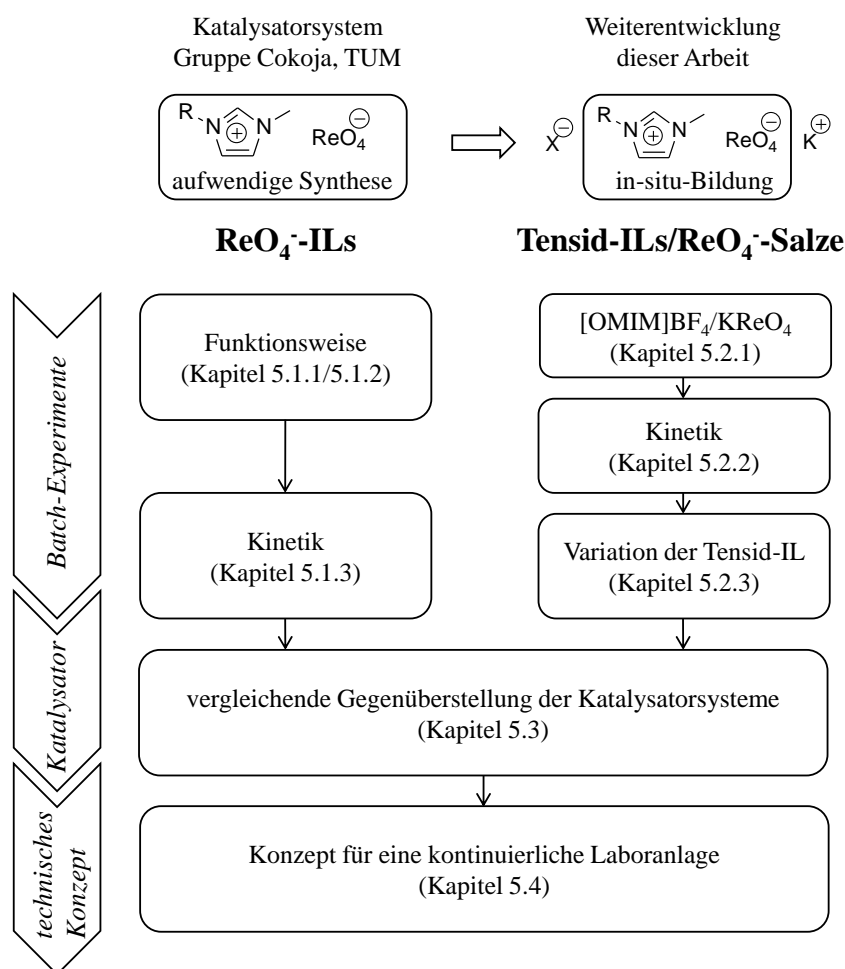 Katalysatorsystem
Gruppe Cokoja, TUM
Weiterentwicklung
dieser Arbeit
R N ⊕ N ReO₄⊖
aufwendige Synthese
X⊖
R N ⊕ N ReO₄⊖
in-situ-Bildung
K⊕
ReO₄⁻-ILs
Tensid-ILs/ReO₄⁻-Salze
Batch-Experimente
Funktionsweise
(Kapitel 5.1.1/5.1.2)
Kinetik
(Kapitel 5.1.3)
[OMIM]BF₄/KReO₄
(Kapitel 5.2.1)
Kinetik
(Kapitel 5.2.2)
Variation der Tensid-IL
(Kapitel 5.2.3)
Katalysator
vergleichende Gegenüberstellung der Katalysatorsysteme
(Kapitel 5.3)
technisches
Konzept
Konzept für eine kontinuierliche Laboranlage
(Kapitel 5.4)